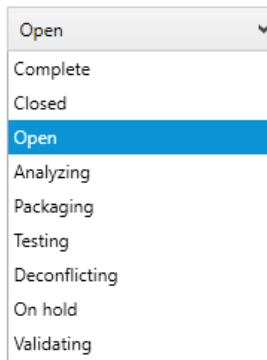 Open
Complete
Closed
Open
Analyzing
Packaging
Testing
Deconflicting
On hold
Validating